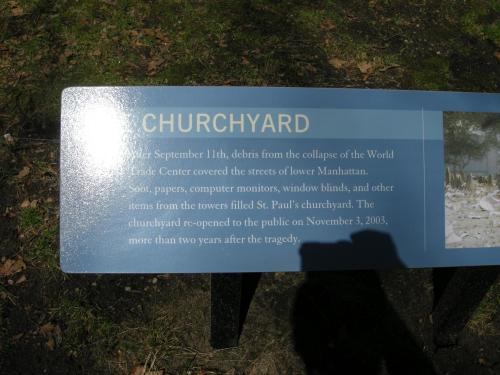 CHURCHYARD
After September 11th, debris from the collapse of the World
Trade Center covered the streets of lower Manhattan.
Soot, papers, computer monitors, window blinds, and other
items from the towers filled St. Paul's churchyard. The
churchyard re-opened to the public on November 3, 2003,
more than two years after the tragedy.